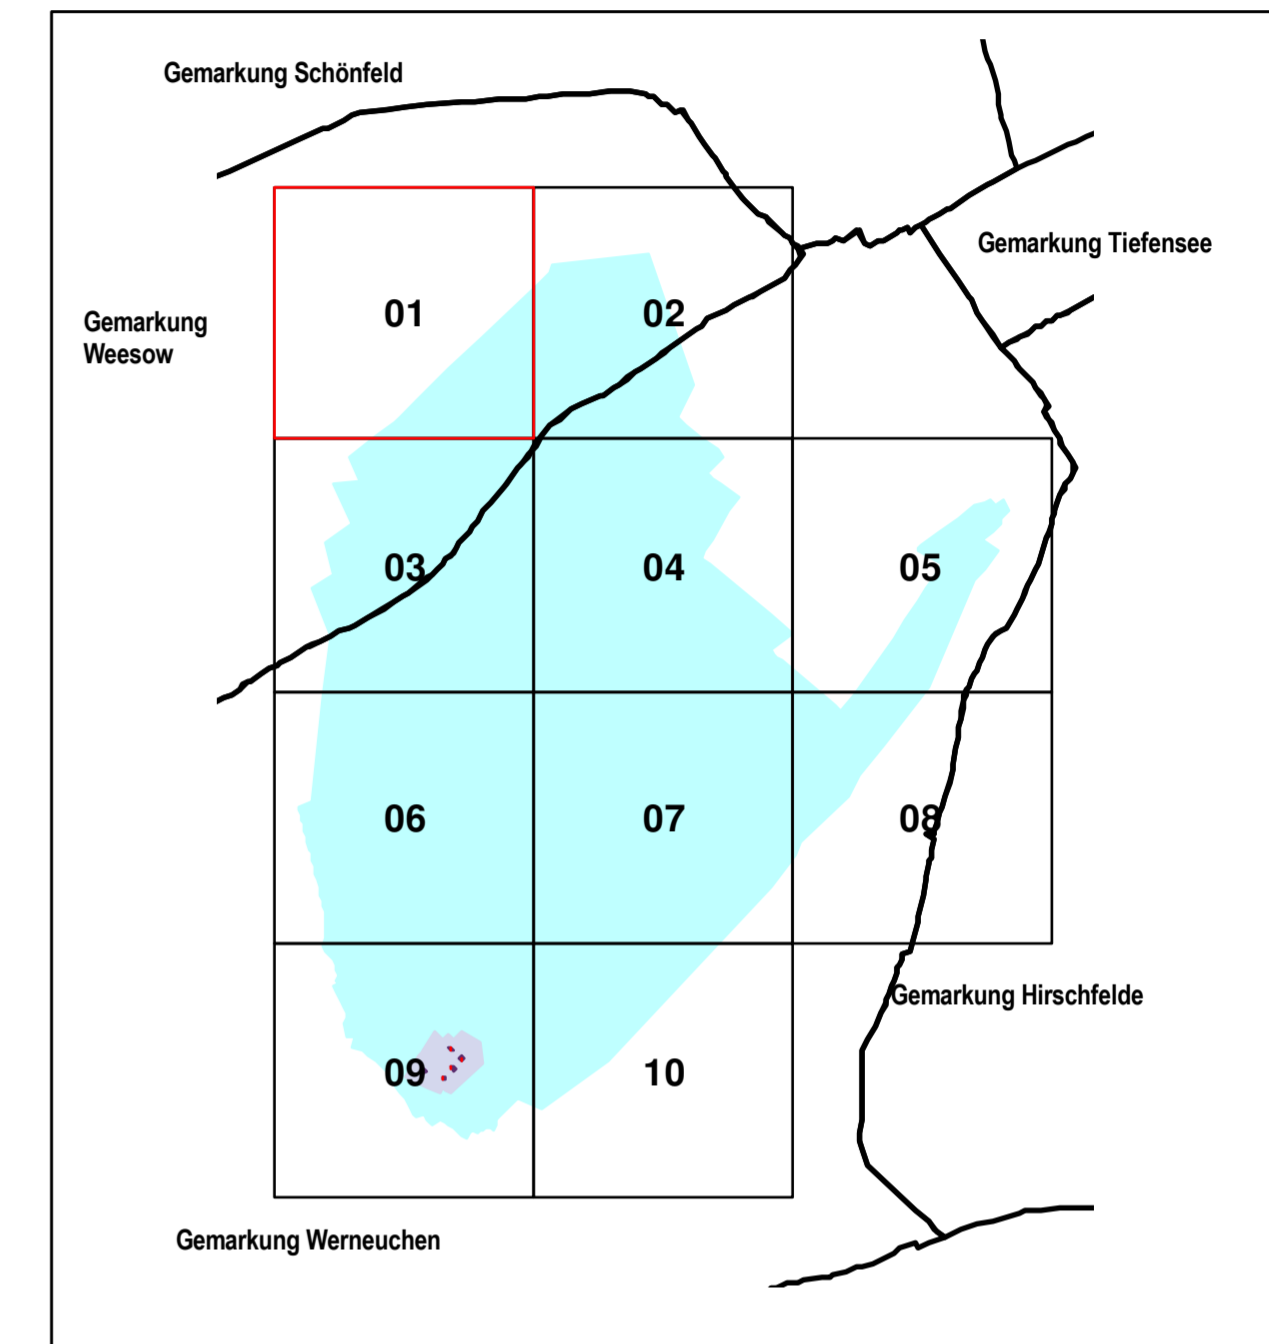 Gemarkung Schönfeld
Gemarkung Tiefensee
01
02
Gemarkung
Weesow
03
04
05
06
07
08
Gemarkung Hirschfelde
09
10
Gemarkung Werneuchen